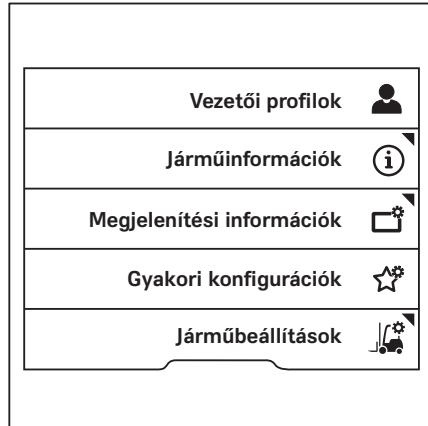 Vezetői profilok
Járműinformációk
Megjelenítési információk
Gyakori konfigurációk
Járműbeállítások